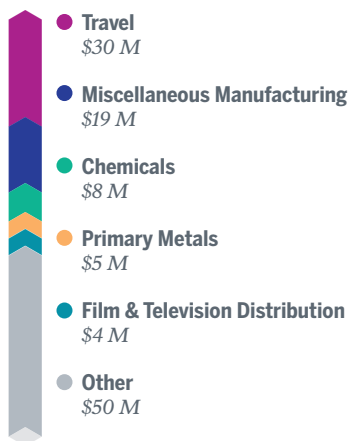 Travel
$30 M
Miscellaneous Manufacturing
$19 M
Chemicals
$8 M
Primary Metals
$5 M
Film & Television Distribution
$4 M
Other
$50 M